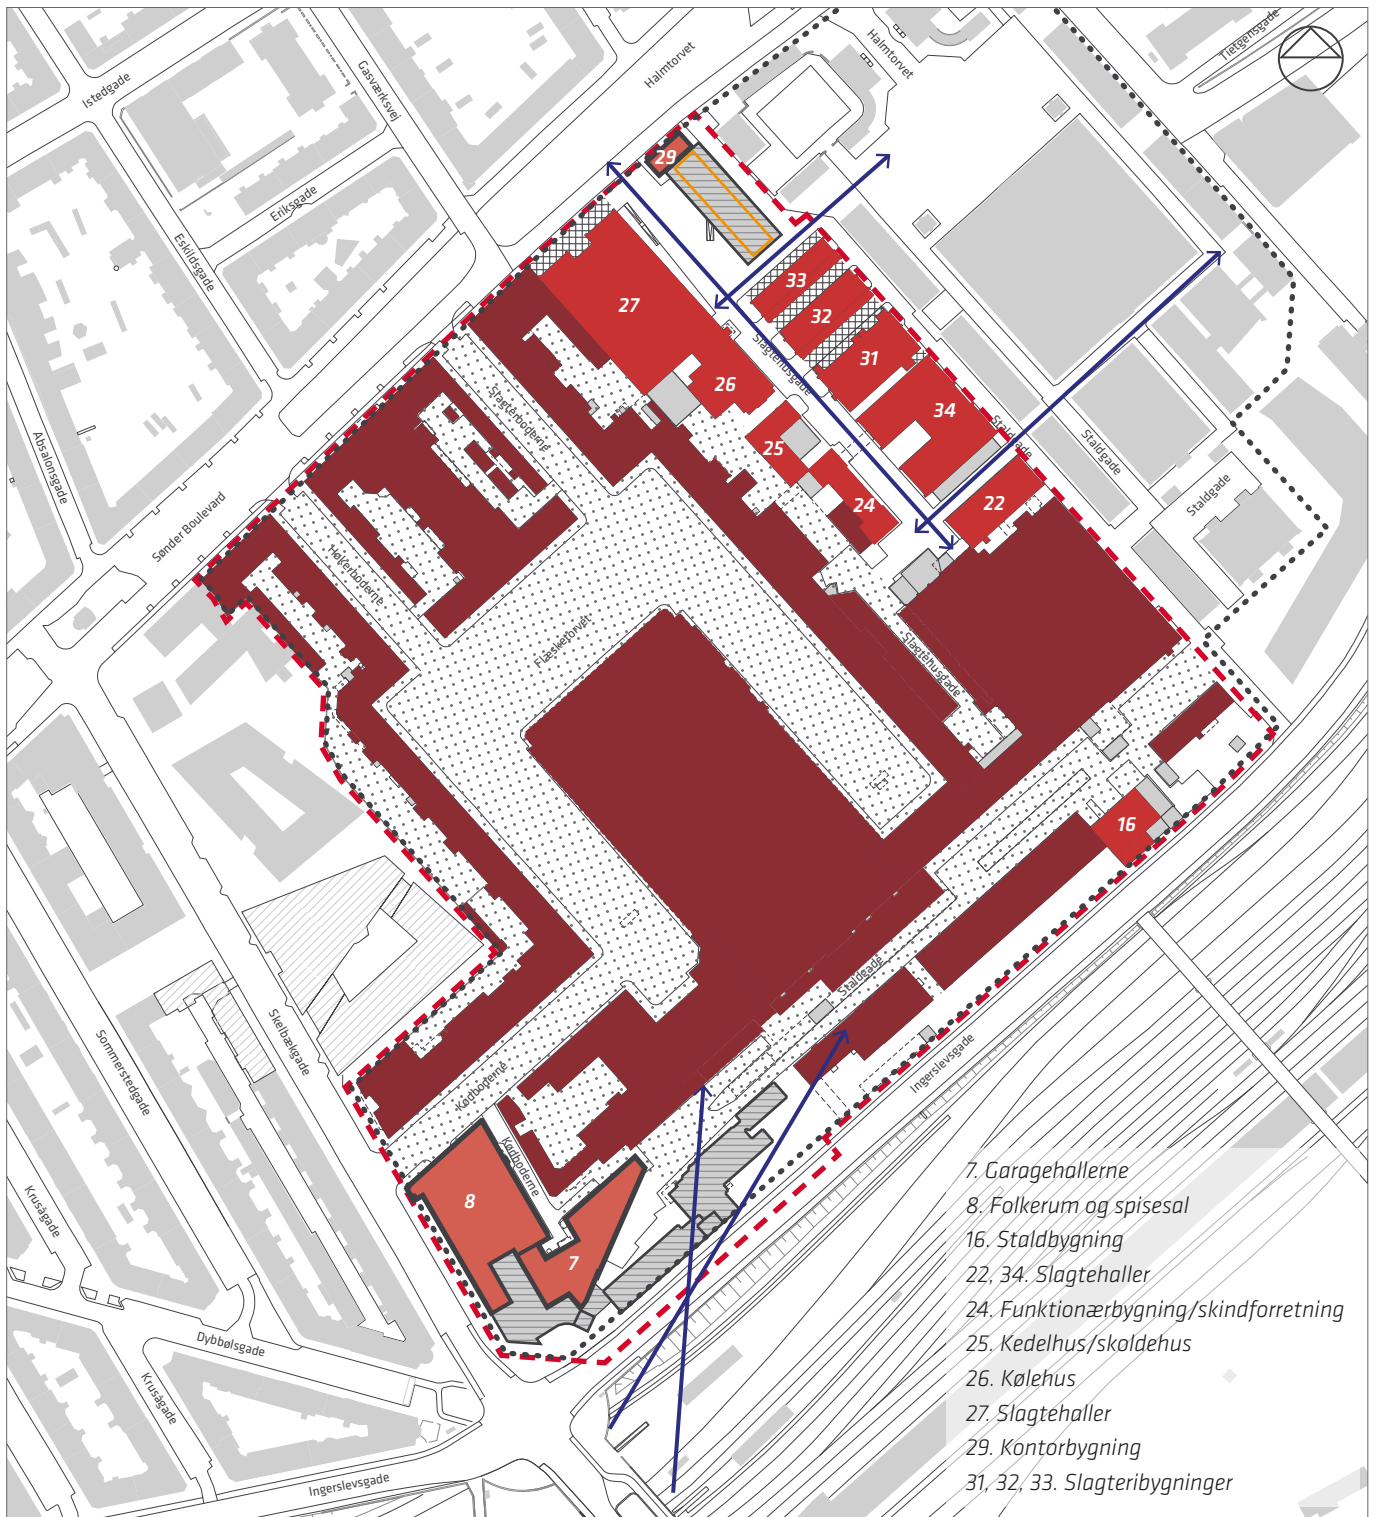 Halmtorvet
Halmtorvet
Tietgensgade
Istedgade
Gasværksvej
Eriksgade
Eskildsgade
Absalonsgade
Sønder Boulevard
29
33
32
31
34
27
26
25
24
22
Slagtehusgade
Slagterboderne
Høkerboderne
Flæsketorvet
Staldgade
Staldgade
Staldgade
Slagtehusgade
16
Staldgade
Ingerslevsgade
Skelbækgade
Sommerstedgade
Kødboderne
Kødboderne
8
7
Krusågade
Dybbølsgade
Krusågade
Ingerslevsgade
7. Garagehallerne
8. Folkerum og spisesal
16. Staldbygning
22, 34. Slagtehaller
24. Funktionærbygning/skindforretning
25. Kedelhus/skoldehus
26. Kølehus
27. Slagtehaller
29. Kontorbygning
31, 32, 33. Slagteribygninger